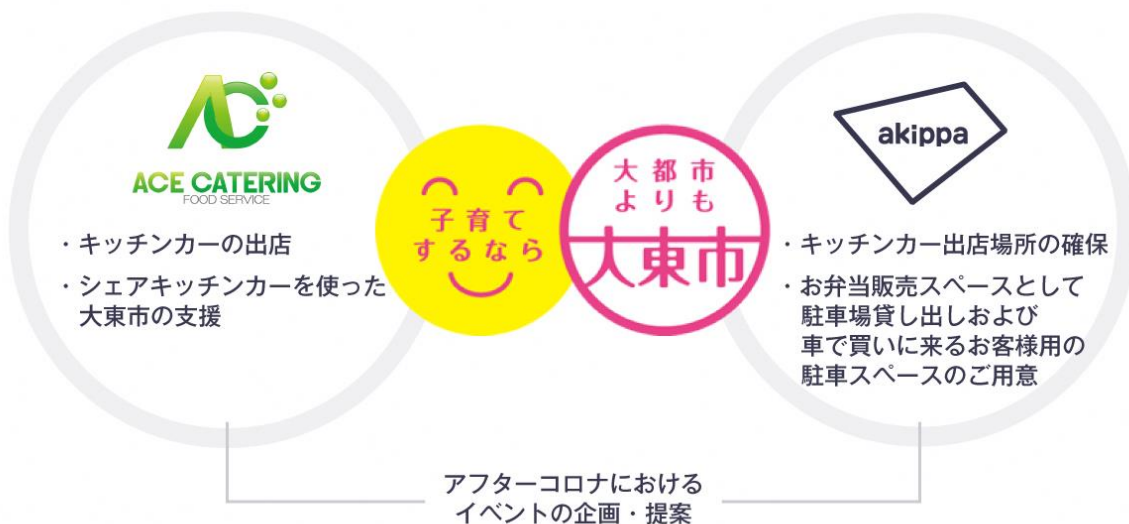 AC
ACE CATERING
FOOD SERVICE
・キッチンカーの出店
・シェアキッチンカーを使った
大東市の支援
子育て
するなら
大都市
よりも
大東市
akippa
・キッチンカー出店場所の確保
・お弁当販売スペースとして
駐車場貸し出しおよび
車で買いに来るお客様用の
駐車スペースのご用意
アフターコロナにおける
イベントの企画・提案